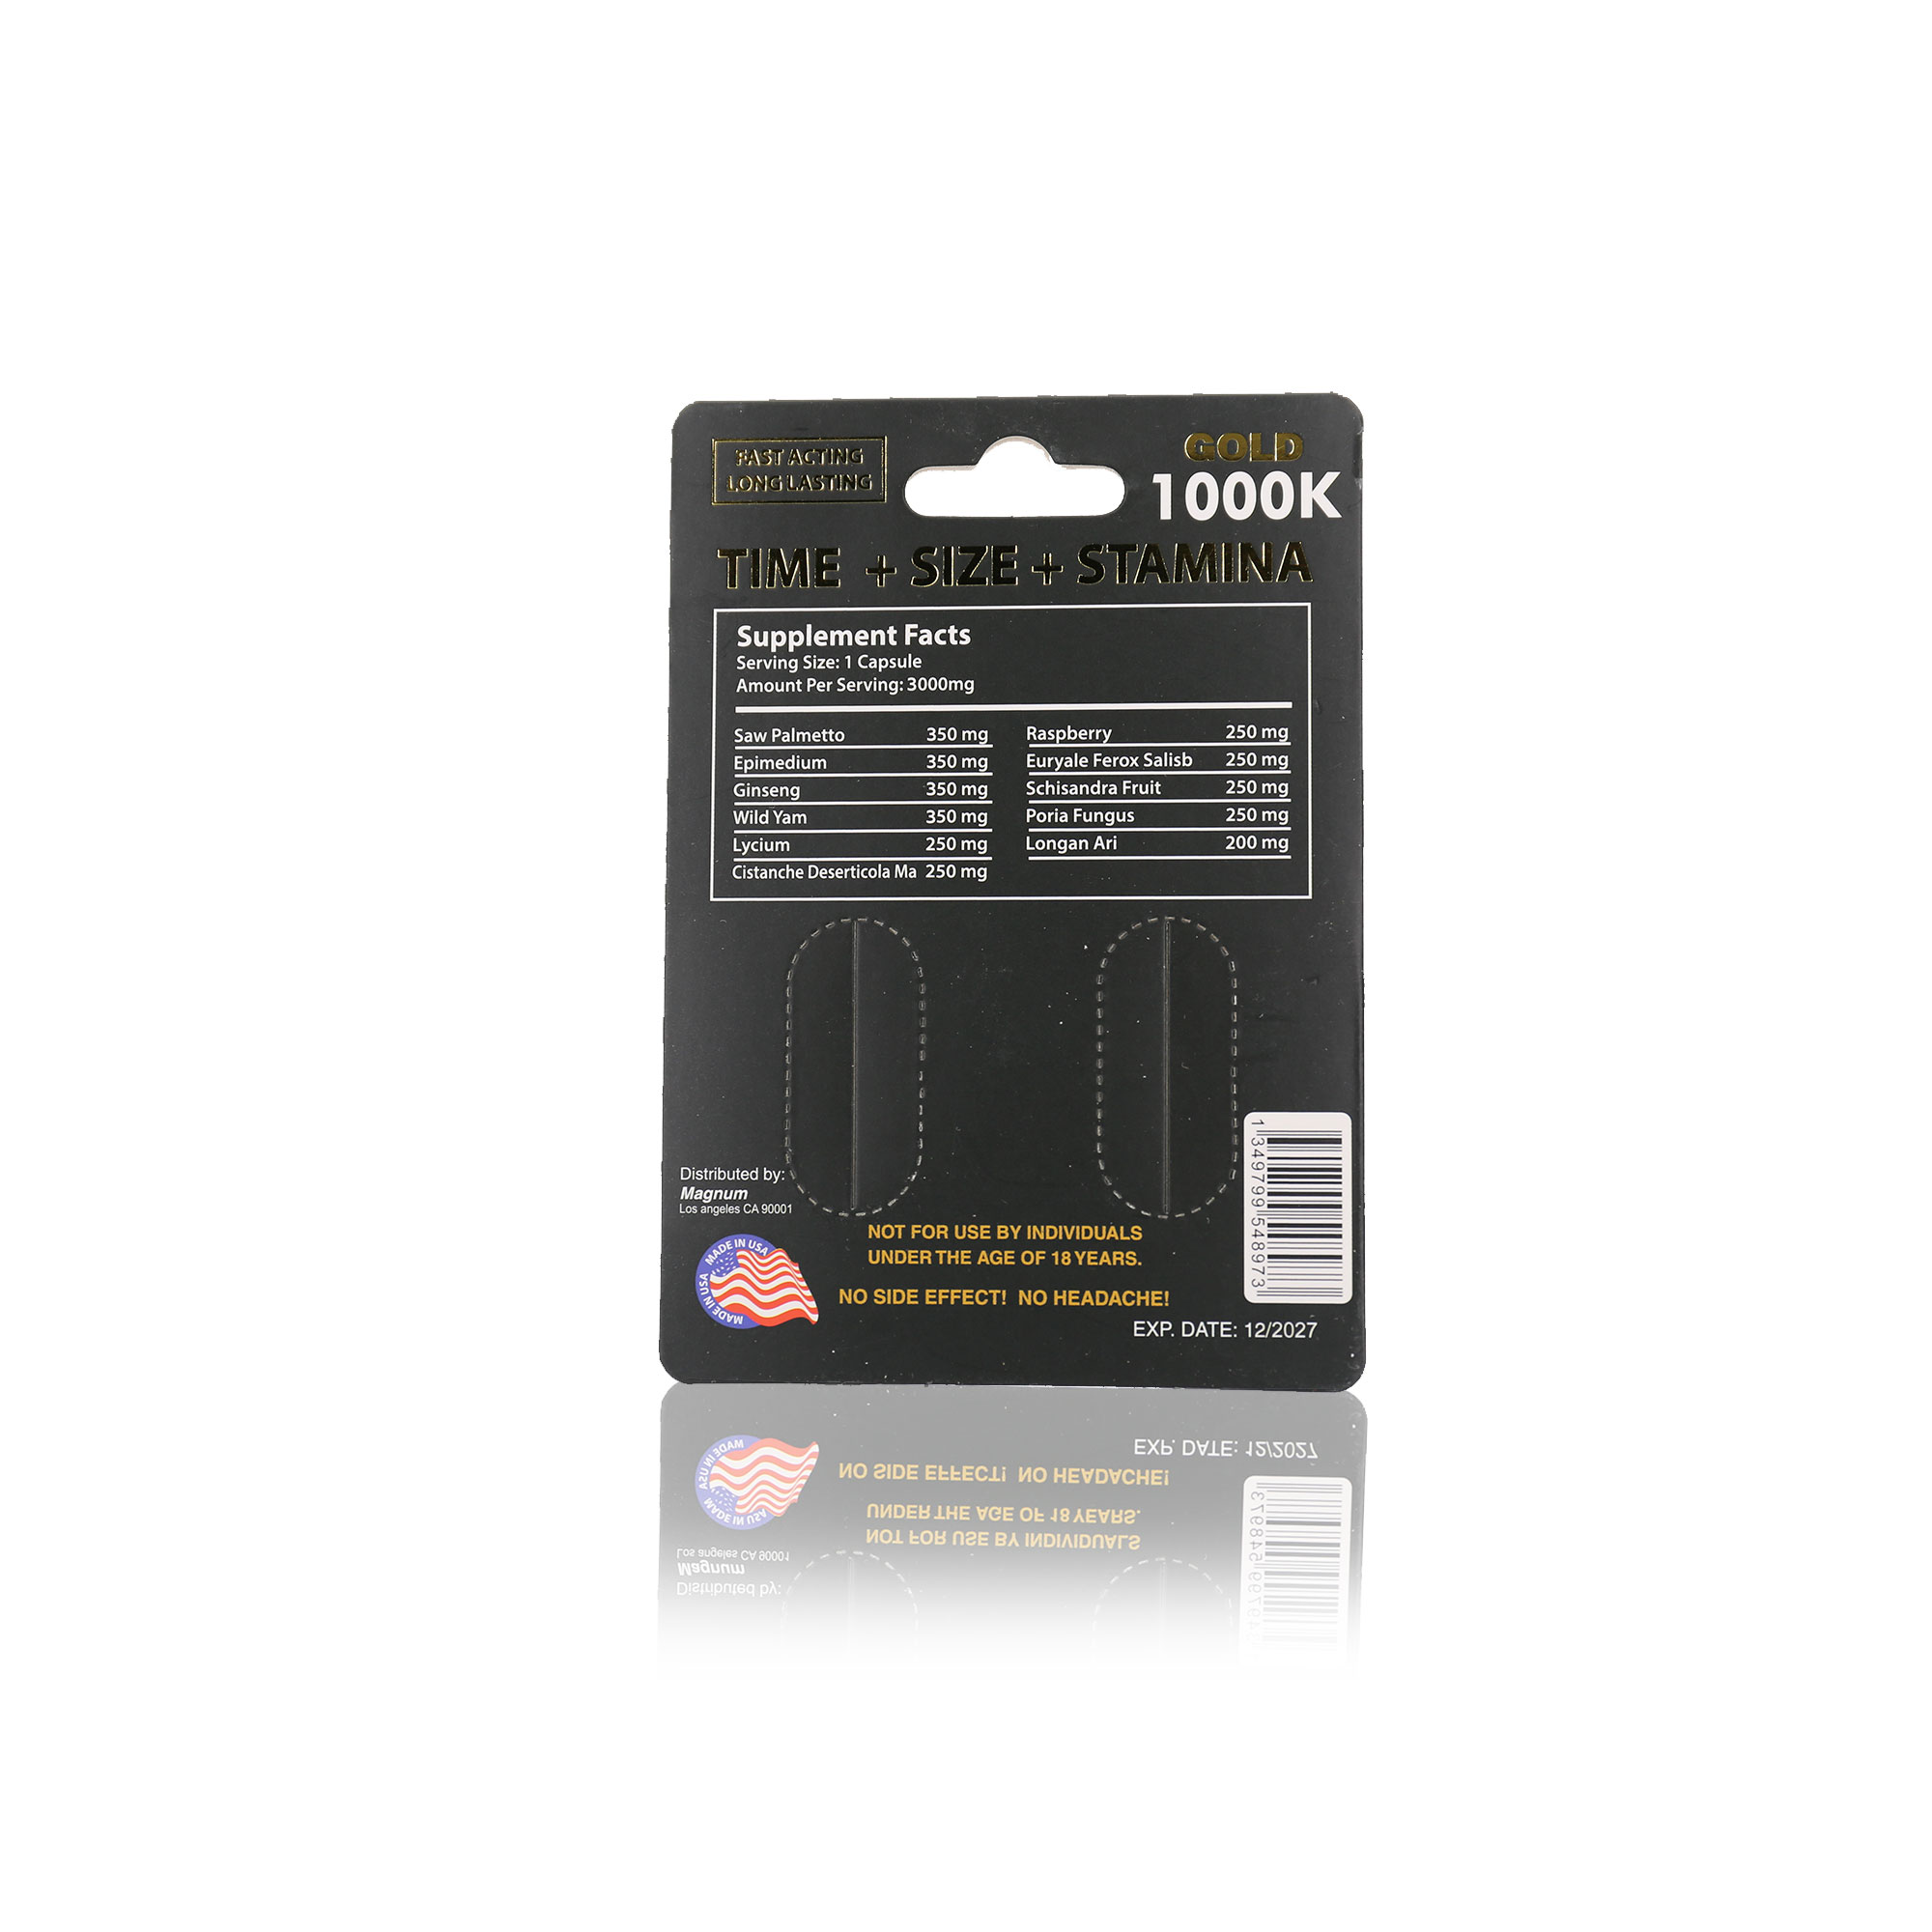 FAST ACTING
LONG LASTING
GOLD
1000K
TIME + SIZE + STAMINA
Supplement Facts
Serving Size: 1 Capsule
Amount Per Serving: 3000mg
Saw Palmetto 350 mg
Epimedium 350 mg
Ginseng 350 mg
Wild Yam 350 mg
Lycium 250 mg
Cistanche Deserticola Ma 250 mg
Raspberry 250 mg
Euryale Ferox Salisb 250 mg
Schisandra Fruit 250 mg
Poria Fungus 250 mg
Longan Ari 200 mg
Distributed by:
Magnum
Los angeles CA 90001
MADE IN USA
MADE IN USA
NOT FOR USE BY INDIVIDUALS
UNDER THE AGE OF 18 YEARS.
NO SIDE EFFECT! NO HEADACHE!
1 349799 548973
EXP. DATE: 12/2027